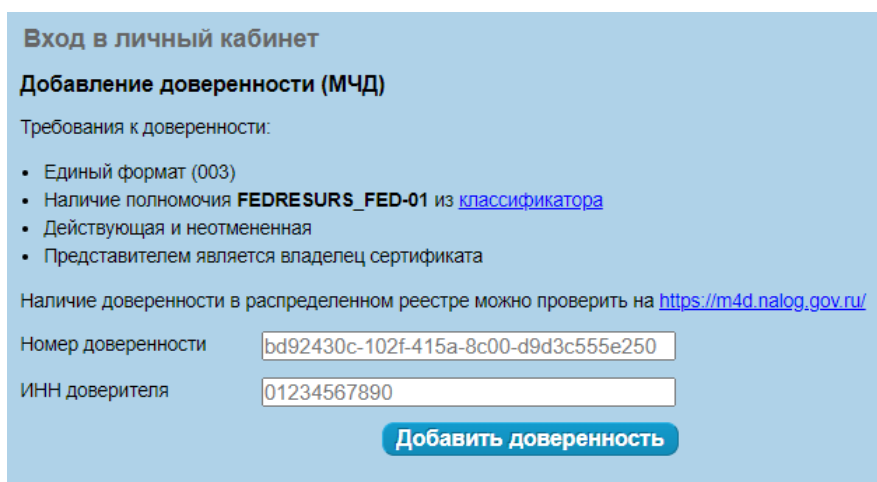 Вход в личный кабинет
Добавление доверенности (МЧД)
Требования к доверенности:
• Единый формат (003)
• Наличие полномочия FEDRESURS_FED-01 из классификатора
• Действующая и неотмененная
• Представителем является владелец сертификата
Наличие доверенности в распределенном реестре можно проверить на https://m4d.nalog.gov.ru/
Номер доверенности bd92430c-102f-415a-8c00-d9d3c555e250
ИНН доверителя 01234567890
Добавить доверенность